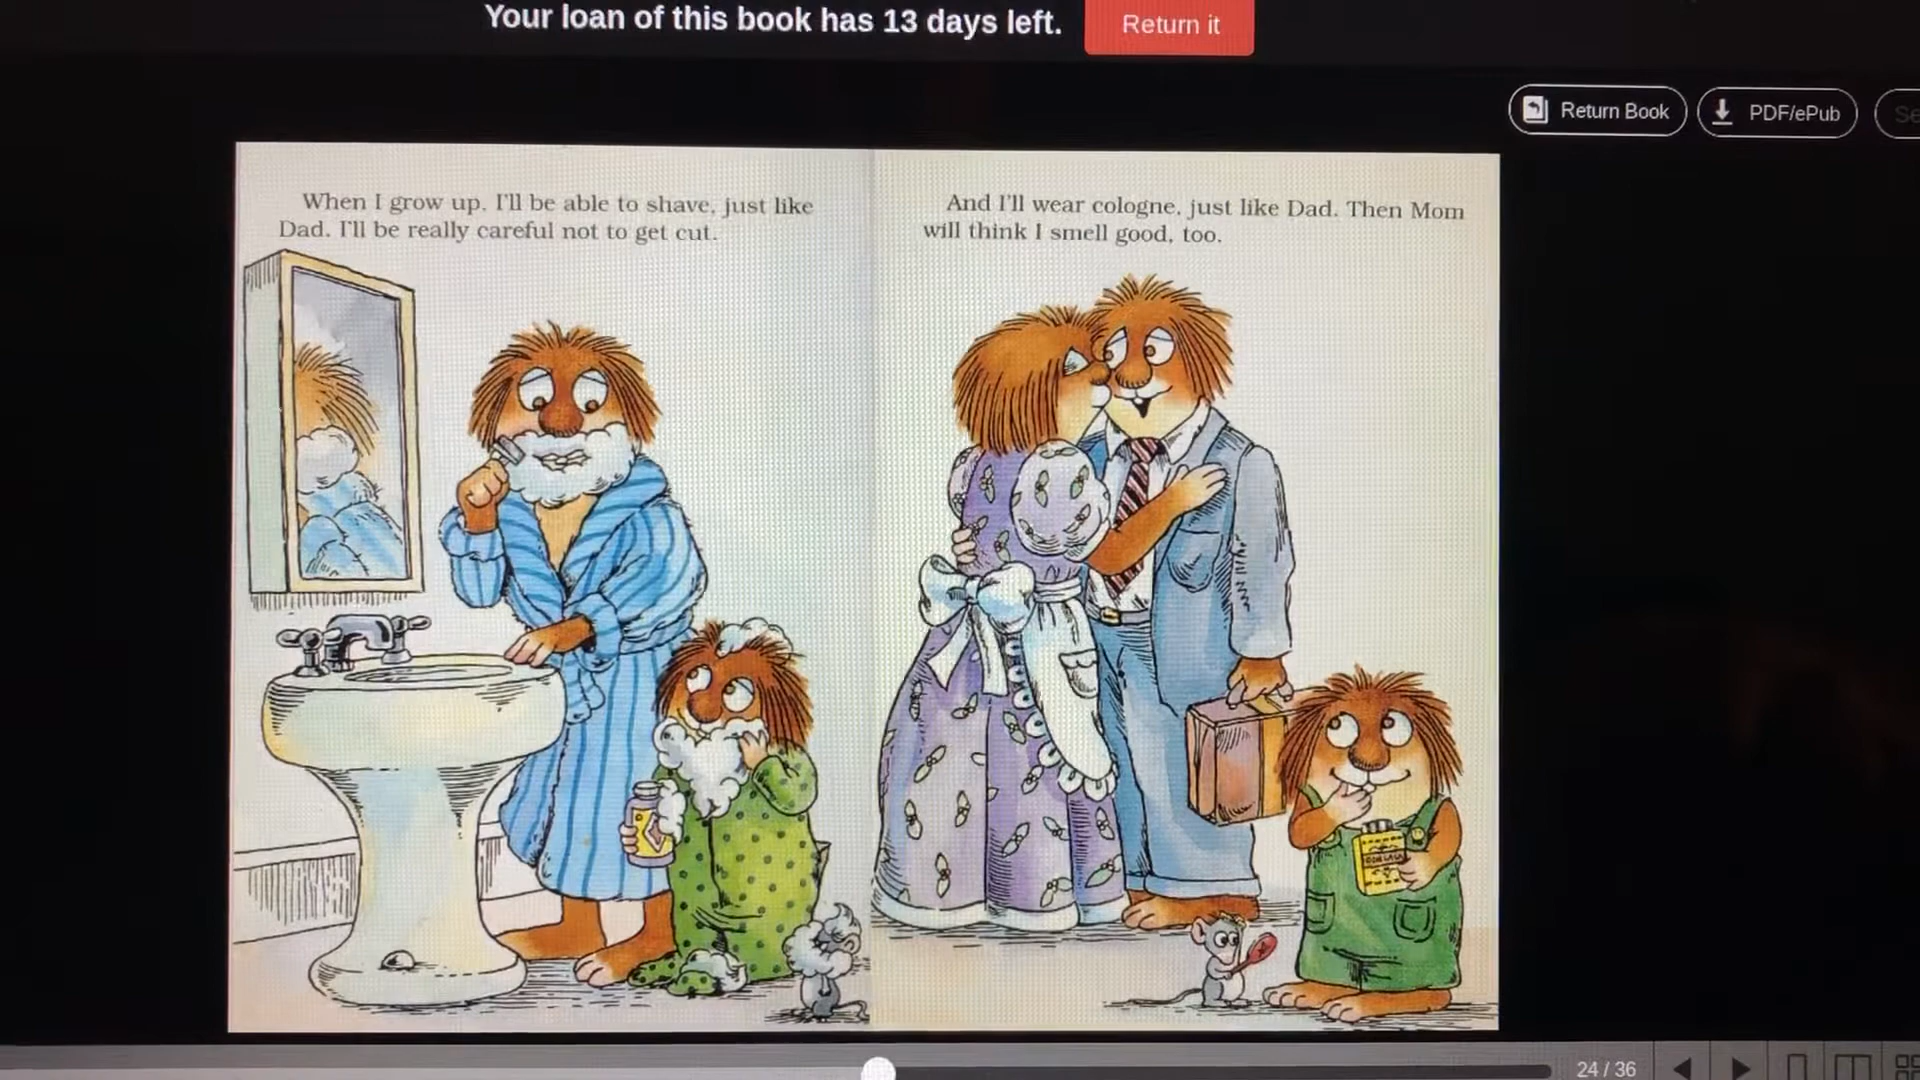 Your loan of this book has 13 days left.
Return it
Return Book
PDF/ePub
Se
When I grow up, I'll be able to shave, just like
Dad. I'll be really careful not to get cut.
And I'll wear cologne, just like Dad. Then Mom
will think I smell good, too.
24 / 36